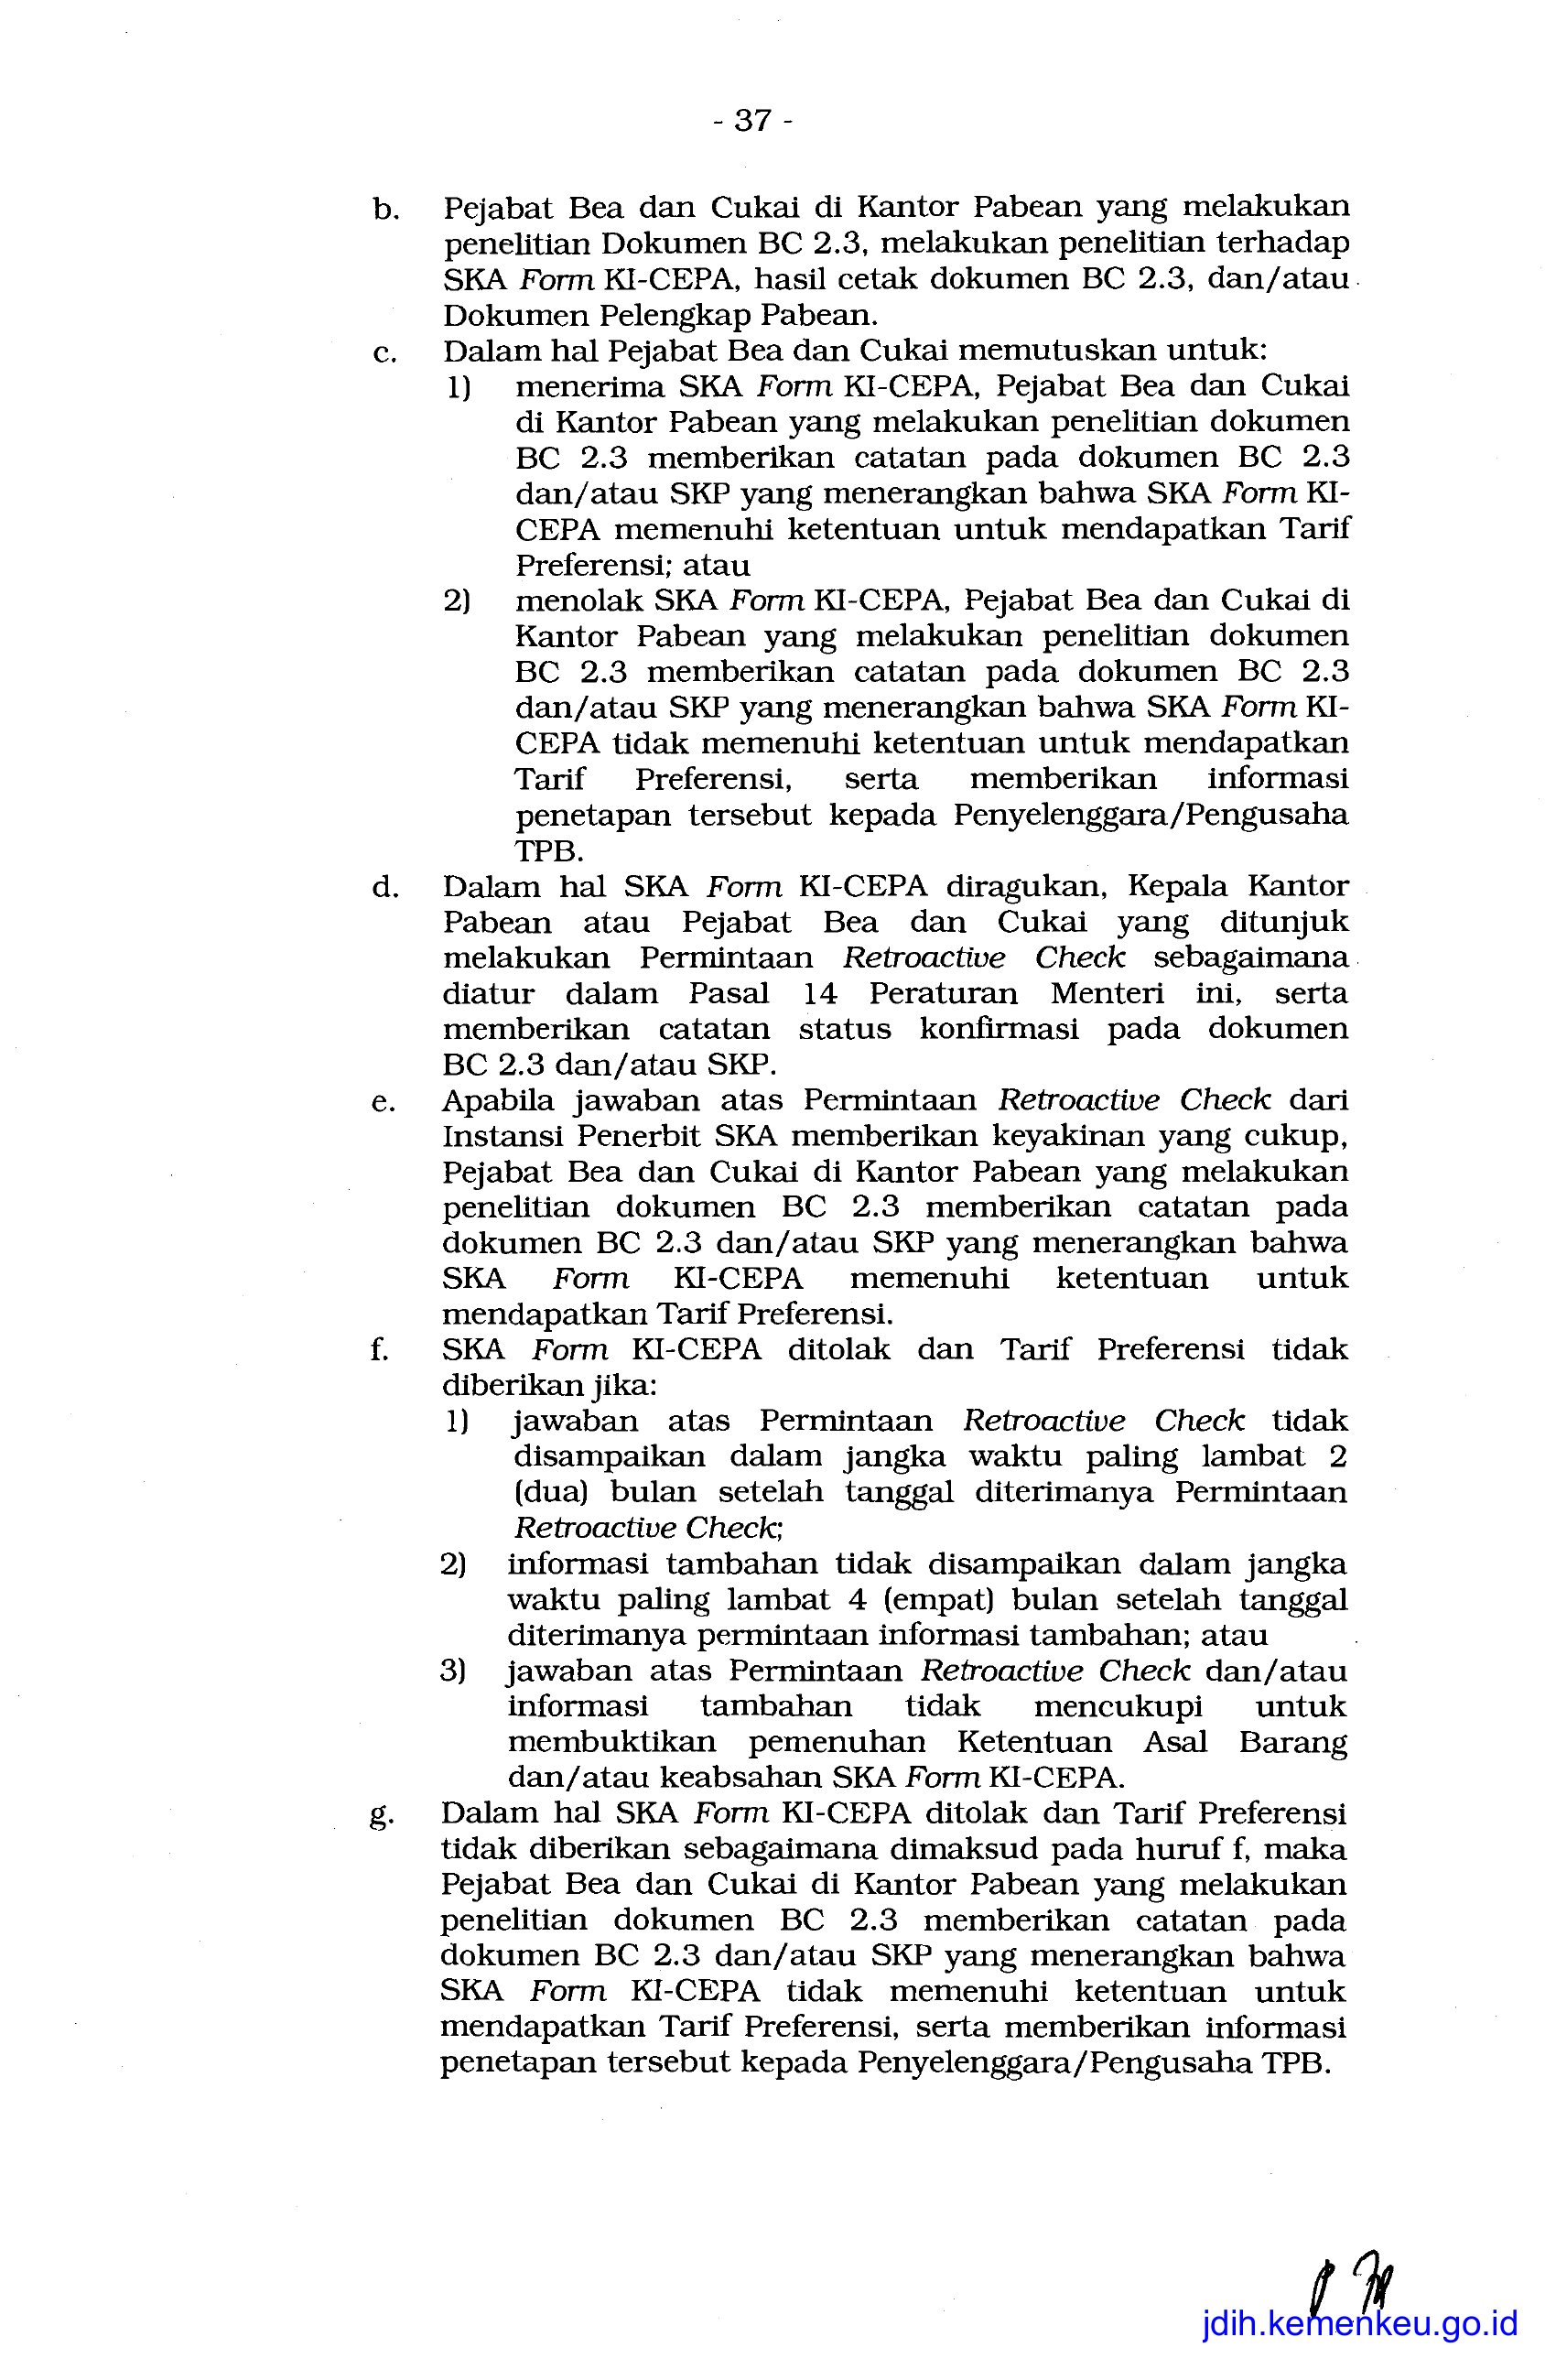 - 37 -
b. Pejabat Bea dan Cukai di Kantor Pabean yang melakukan
penelitian Dokumen BC 2.3, melakukan penelitian terhadap
SKA Form KI-CEPA, hasil cetak dokumen BC 2.3, dan/atau
Dokumen Pelengkap Pabean.
c. Dalam hal Pejabat Bea dan Cukai memutuskan untuk:
1) menerima SKA Form KI-CEPA, Pejabat Bea dan Cukai
di Kantor Pabean yang melakukan penelitian dokumen
BC 2.3 memberikan catatan pada dokumen BC 2.3
dan/atau SKP yang menerangkan bahwa SKA Form KI-
CEPA memenuhi ketentuan untuk mendapatkan Tarif
Preferensi; atau
2) menolak SKA Form KI-CEPA, Pejabat Bea dan Cukai di
Kantor Pabean yang melakukan penelitian dokumen
BC 2.3 memberikan catatan pada dokumen BC 2.3
dan/atau SKP yang menerangkan bahwa SKA Form KI-
CEPA tidak memenuhi ketentuan untuk mendapatkan
Tarif Preferensi, serta memberikan informasi
penetapan tersebut kepada Penyelenggara/Pengusaha
TPB.
d. Dalam hal SKA Form KI-CEPA diragukan, Kepala Kantor
Pabean atau Pejabat Bea dan Cukai yang ditunjuk
melakukan Permintaan Retroactive Check sebagaimana
diatur dalam Pasal 14 Peraturan Menteri ini, serta
memberikan catatan status konfirmasi pada dokumen
BC 2.3 dan/atau SKP.
e. Apabila jawaban atas Permintaan Retroactive Check dari
Instansi Penerbit SKA memberikan keyakinan yang cukup,
Pejabat Bea dan Cukai di Kantor Pabean yang melakukan
penelitian dokumen BC 2.3 memberikan catatan pada
dokumen BC 2.3 dan/atau SKP yang menerangkan bahwa
SKA Form KI-CEPA memenuhi ketentuan untuk
mendapatkan Tarif Preferensi.
f. SKA Form KI-CEPA ditolak dan Tarif Preferensi tidak
diberikan jika:
1) jawaban atas Permintaan Retroactive Check tidak
disampaikan dalam jangka waktu paling lambat 2
(dua) bulan setelah tanggal diterimanya Permintaan
Retroactive Check;
2) informasi tambahan tidak disampaikan dalam jangka
waktu paling lambat 4 (empat) bulan setelah tanggal
diterimanya permintaan informasi tambahan; atau
3) jawaban atas Permintaan Retroactive Check dan/atau
informasi tambahan tidak mencukupi untuk
membuktikan pemenuhan Ketentuan Asal Barang
dan/atau keabsahan SKA Form KI-CEPA.
g. Dalam hal SKA Form KI-CEPA ditolak dan Tarif Preferensi
tidak diberikan sebagaimana dimaksud pada huruf f, maka
Pejabat Bea dan Cukai di Kantor Pabean yang melakukan
penelitian dokumen BC 2.3 memberikan catatan pada
dokumen BC 2.3 dan/atau SKP yang menerangkan bahwa
SKA Form KI-CEPA tidak memenuhi ketentuan untuk
mendapatkan Tarif Preferensi, serta memberikan informasi
penetapan tersebut kepada Penyelenggara/Pengusaha TPB.
jdih.kemenkeu.go.id